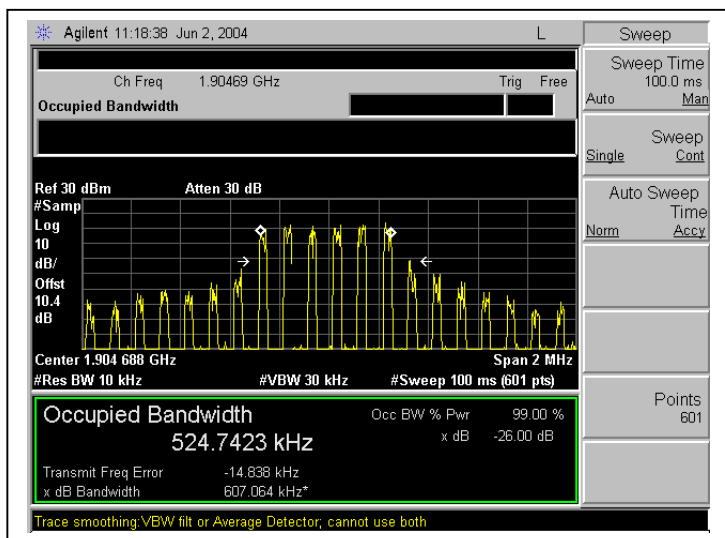 Agilent 11:18:38 Jun 2, 2004 L
Sweep
Ch Freq 1.90469 GHz Trig Free
Occupied Bandwidth
Sweep Time
100.0 ms
Auto Man
Sweep
Single Cont
Auto Sweep
Time
Norm Accy
Ref 30 dBm Atten 30 dB
#Samp
Log
10
dB/
Offst
10.4
dB
Center 1.904 688 GHz Span 2 MHz
#Res BW 10 kHz #VBW 30 kHz #Sweep 100 ms (601 pts)
Points
601
Occupied Bandwidth Occ BW % Pwr 99.00 %
524.7423 kHz x dB -26.00 dB
Transmit Freq Error -14.838 kHz
x dB Bandwidth 607.064 kHz*
Trace smoothing:VBW filt or Average Detector; cannot use both